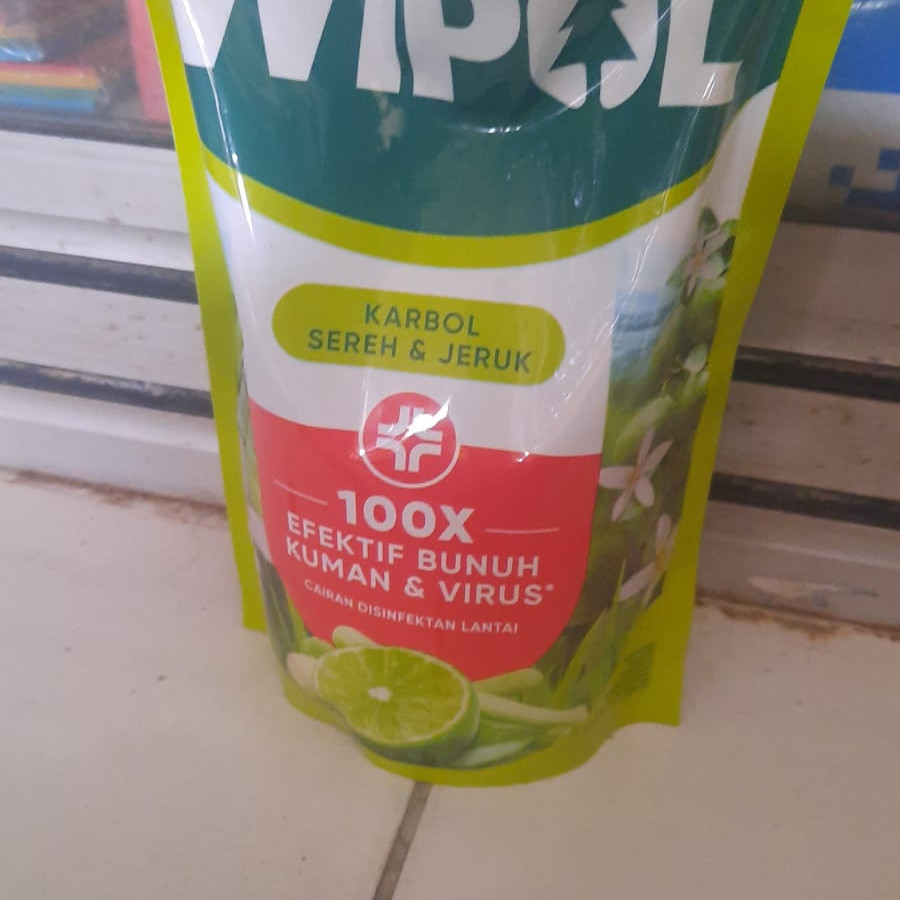 WIPOL
KARBOL
SEREH & JERUK
100X
EFEKTIF BUNUH
KUMAN & VIRUS*
CAIRAN DISINFEKTAN LANTAI